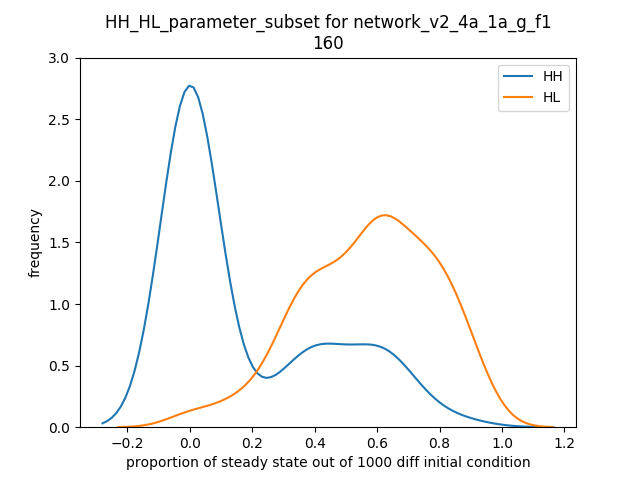 HH_HL_parameter_subset for network_v2_4a_1a_g_f1
160
3.0
2.5
2.0
1.5
1.0
0.5
0.0
frequency
HH
HL
−0.2 0.0 0.2 0.4 0.6 0.8 1.0 1.2
proportion of steady state out of 1000 diff initial condition